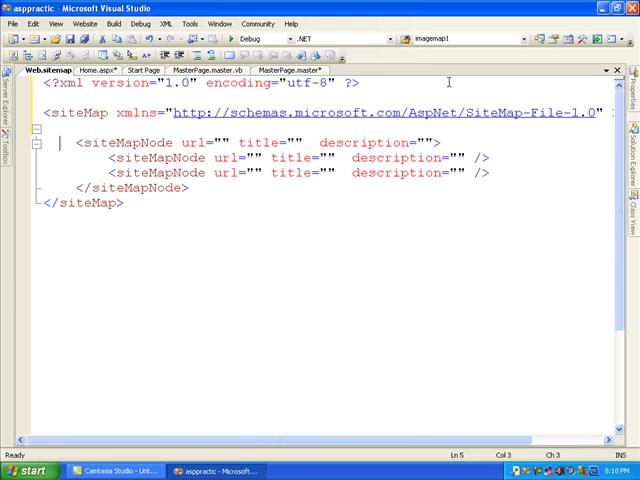 asppractic - Microsoft Visual Studio
File Edit View Website Build Debug XML Tools Window Community Help
Debug .NET imagemap1
Web.sitemap Home.aspx* Start Page MasterPage.master.vb MasterPage.master*
<?xml version="1.0" encoding="utf-8" ?>
<siteMap xmlns="http://schemas.microsoft.com/AspNet/SiteMap-File-1.0"
<siteMapNode url="" title="" description="">
<siteMapNode url="" title="" description="" />
<siteMapNode url="" title="" description="" />
</siteMapNode>
</siteMap>
Server Explorer
Toolbox
Properties
Solution Explorer
Class View
Ready Ln 5 Col 3 Ch 3 INS
start Camtasia Studio - Unt... asppractic - Microsoft... 8:18 PM